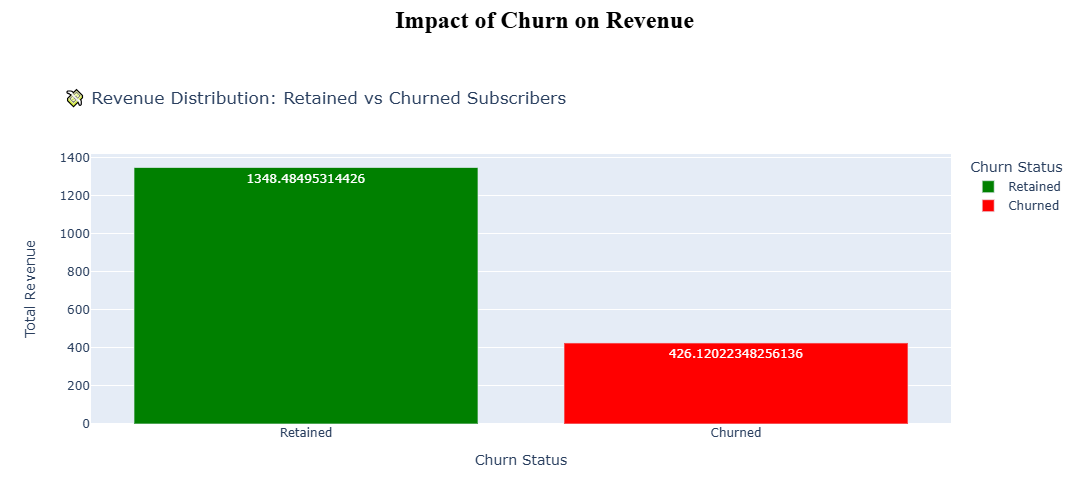 Impact of Churn on Revenue
Revenue Distribution: Retained vs Churned Subscribers
1400
1200
1000
800
600
400
200
0
Total Revenue
1348.48495314426
426.12022348256136
Retained
Churned
Churn Status
Churn Status
Retained
Churned